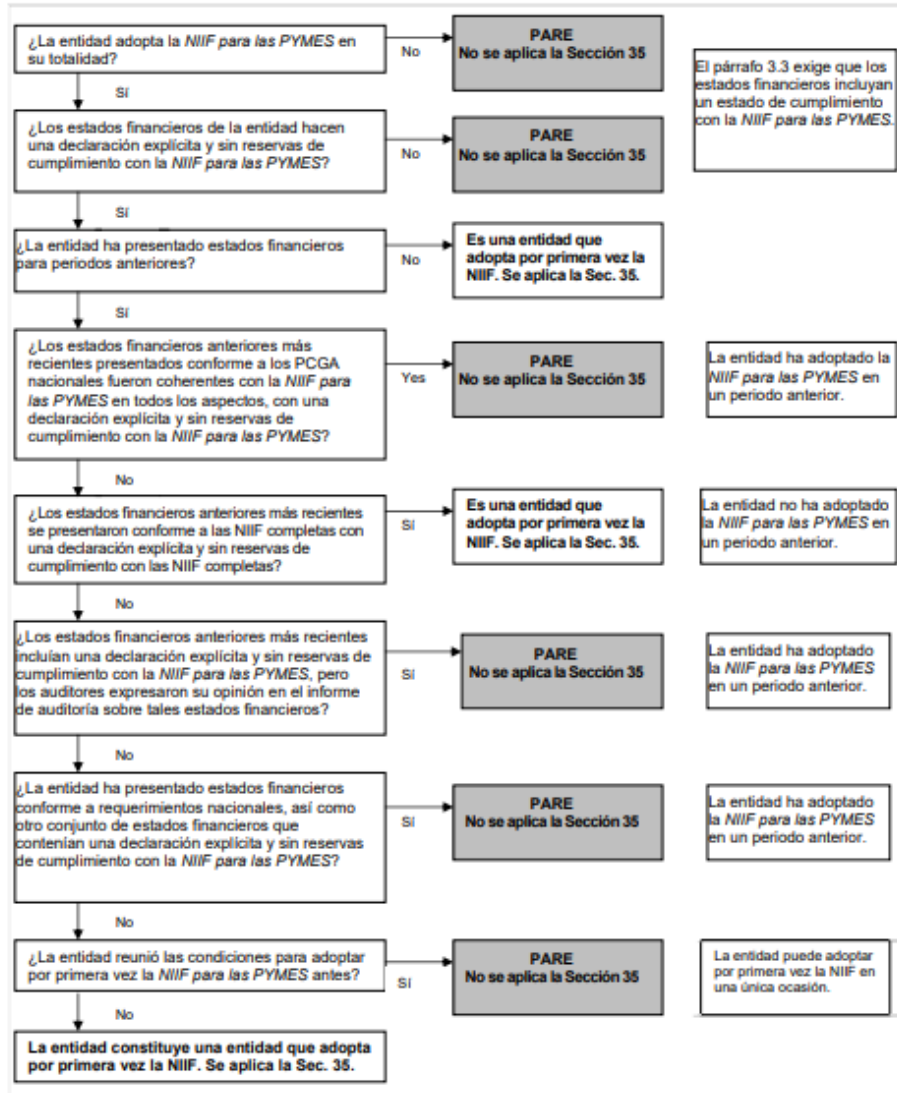 ¿La entidad adopta la NIIF para las PYMES en
su totalidad?
No
PARE
No se aplica la Sección 35
El párrafo 3.3 exige que los
estados financieros incluyan
un estado de cumplimiento
con la NIIF para las PYMES.
Sí
¿Los estados financieros de la entidad hacen
una declaración explícita y sin reservas de
cumplimiento con la NIIF para las PYMES?
No
PARE
No se aplica la Sección 35
Sí
¿La entidad ha presentado estados financieros
para periodos anteriores?
No
Es una entidad que
adopta por primera vez la
NIIF. Se aplica la Sec. 35.
Sí
¿Los estados financieros anteriores más
recientes presentados conforme a los PCGA
nacionales fueron coherentes con la NIIF para
las PYMES en todos los aspectos, con una
declaración explícita y sin reservas de
cumplimiento con la NIIF para las PYMES?
Yes
PARE
No se aplica la Sección 35
La entidad ha adoptado la
NIIF para las PYMES en
un periodo anterior.
No
¿Los estados financieros anteriores más recientes
se presentaron conforme a las NIIF completas con
una declaración explícita y sin reservas de
cumplimiento con las NIIF completas?
Sí
Es una entidad que
adopta por primera vez la
NIIF. Se aplica la Sec. 35.
La entidad no ha adoptado
la NIIF para las PYMES en
un periodo anterior.
No
¿Los estados financieros anteriores más recientes
incluían una declaración explícita y sin reservas de
cumplimiento con la NIIF para las PYMES, pero
los auditores expresaron su opinión en el informe
de auditoría sobre tales estados financieros?
Sí
PARE
No se aplica la Sección 35
La entidad ha adoptado
la NIIF para las PYMES
en un periodo anterior.
No
¿La entidad ha presentado estados financieros
conforme a requerimientos nacionales, así como
otro conjunto de estados financieros que
contenían una declaración explícita y sin reservas
de cumplimiento con la NIIF para las PYMES?
Sí
PARE
No se aplica la Sección 35
La entidad ha adoptado
la NIIF para las PYMES
en un periodo anterior.
No
¿La entidad reunió las condiciones para adoptar
por primera vez la NIIF para las PYMES antes?
Sí
PARE
No se aplica la Sección 35
La entidad puede adoptar
por primera vez la NIIF en
una única ocasión.
No
La entidad constituye una entidad que adopta
por primera vez la NIIF. Se aplica la Sec. 35.